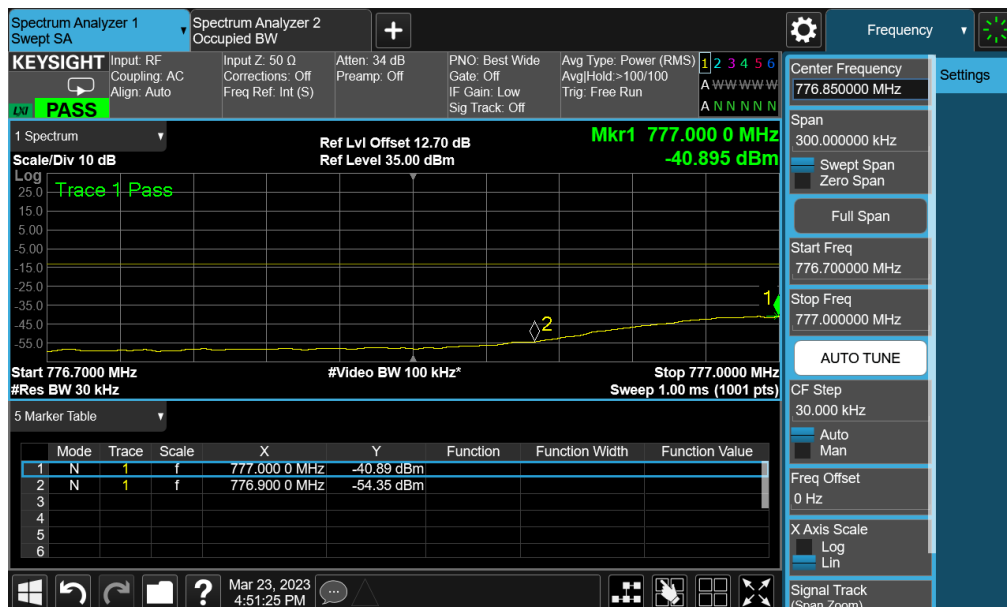 Spectrum Analyzer 1
Swept SA
Spectrum Analyzer 2
Occupied BW
Frequency
KEYSIGHT
LXI
PASS
Input: RF
Coupling: AC
Align: Auto
Input Z: 50 Ω
Corrections: Off
Freq Ref: Int (S)
Atten: 34 dB
Preamp: Off
PNO: Best Wide
Gate: Off
IF Gain: Low
Sig Track: Off
Avg Type: Power (RMS)
Avg|Hold:>100/100
Trig: Free Run
1 2 3 4 5 6
A W W W W W
A N N N N N
1 Spectrum
Scale/Div 10 dB
Ref Lvl Offset 12.70 dB
Ref Level 35.00 dBm
Mkr1 777.000 0 MHz
-40.895 dBm
Log
Trace 1 Pass
25.0
15.0
5.00
-5.00
-15.0
-25.0
-35.0
-45.0
-55.0
1
2
Start 776.7000 MHz
#Res BW 30 kHz
#Video BW 100 kHz*
Stop 777.0000 MHz
Sweep 1.00 ms (1001 pts)
5 Marker Table
Mode Trace Scale X Y Function Function Width Function Value
1 N 1 f 777.000 0 MHz -40.89 dBm
2 N 1 f 776.900 0 MHz -54.35 dBm
3
4
5
6
Mar 23, 2023
4:51:25 PM
Center Frequency
776.850000 MHz
Settings
Span
300.000000 kHz
Swept Span
Zero Span
Full Span
Start Freq
776.700000 MHz
Stop Freq
777.000000 MHz
AUTO TUNE
CF Step
30.000 kHz
Auto
Man
Freq Offset
0 Hz
X Axis Scale
Log
Lin
Signal Track
(Span Zoom)